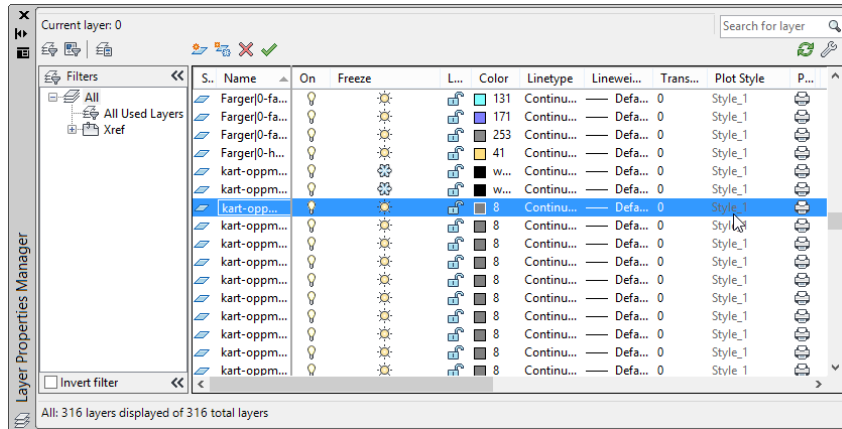 Current layer: 0
Search for layer
Filters
S.. Name On Freeze L... Color Linetype Linewei... Trans... Plot Style P...
All
All Used Layers
Xref
Farger|0-fa... 131 Continu... Defa... 0 Style_1
Farger|0-fa... 171 Continu... Defa... 0 Style_1
Farger|0-fa... 253 Continu... Defa... 0 Style_1
Farger|0-h... 41 Continu... Defa... 0 Style_1
kart-oppm... w... Continu... Defa... 0 Style_1
kart-oppm... w... Continu... Defa... 0 Style_1
kart-opp... 8 Continu... Defa... 0 Style_1
kart-oppm... 8 Continu... Defa... 0 Style_1
kart-oppm... 8 Continu... Defa... 0 Style_1
kart-oppm... 8 Continu... Defa... 0 Style_1
kart-oppm... 8 Continu... Defa... 0 Style_1
kart-oppm... 8 Continu... Defa... 0 Style_1
kart-oppm... 8 Continu... Defa... 0 Style_1
kart-oppm... 8 Continu... Defa... 0 Style_1
kart-oppm... 8 Continu... Defa... 0 Style_1
kart-oppm... 8 Continu... Defa... 0 Style_1
Invert filter
Layer Properties Manager
All: 316 layers displayed of 316 total layers